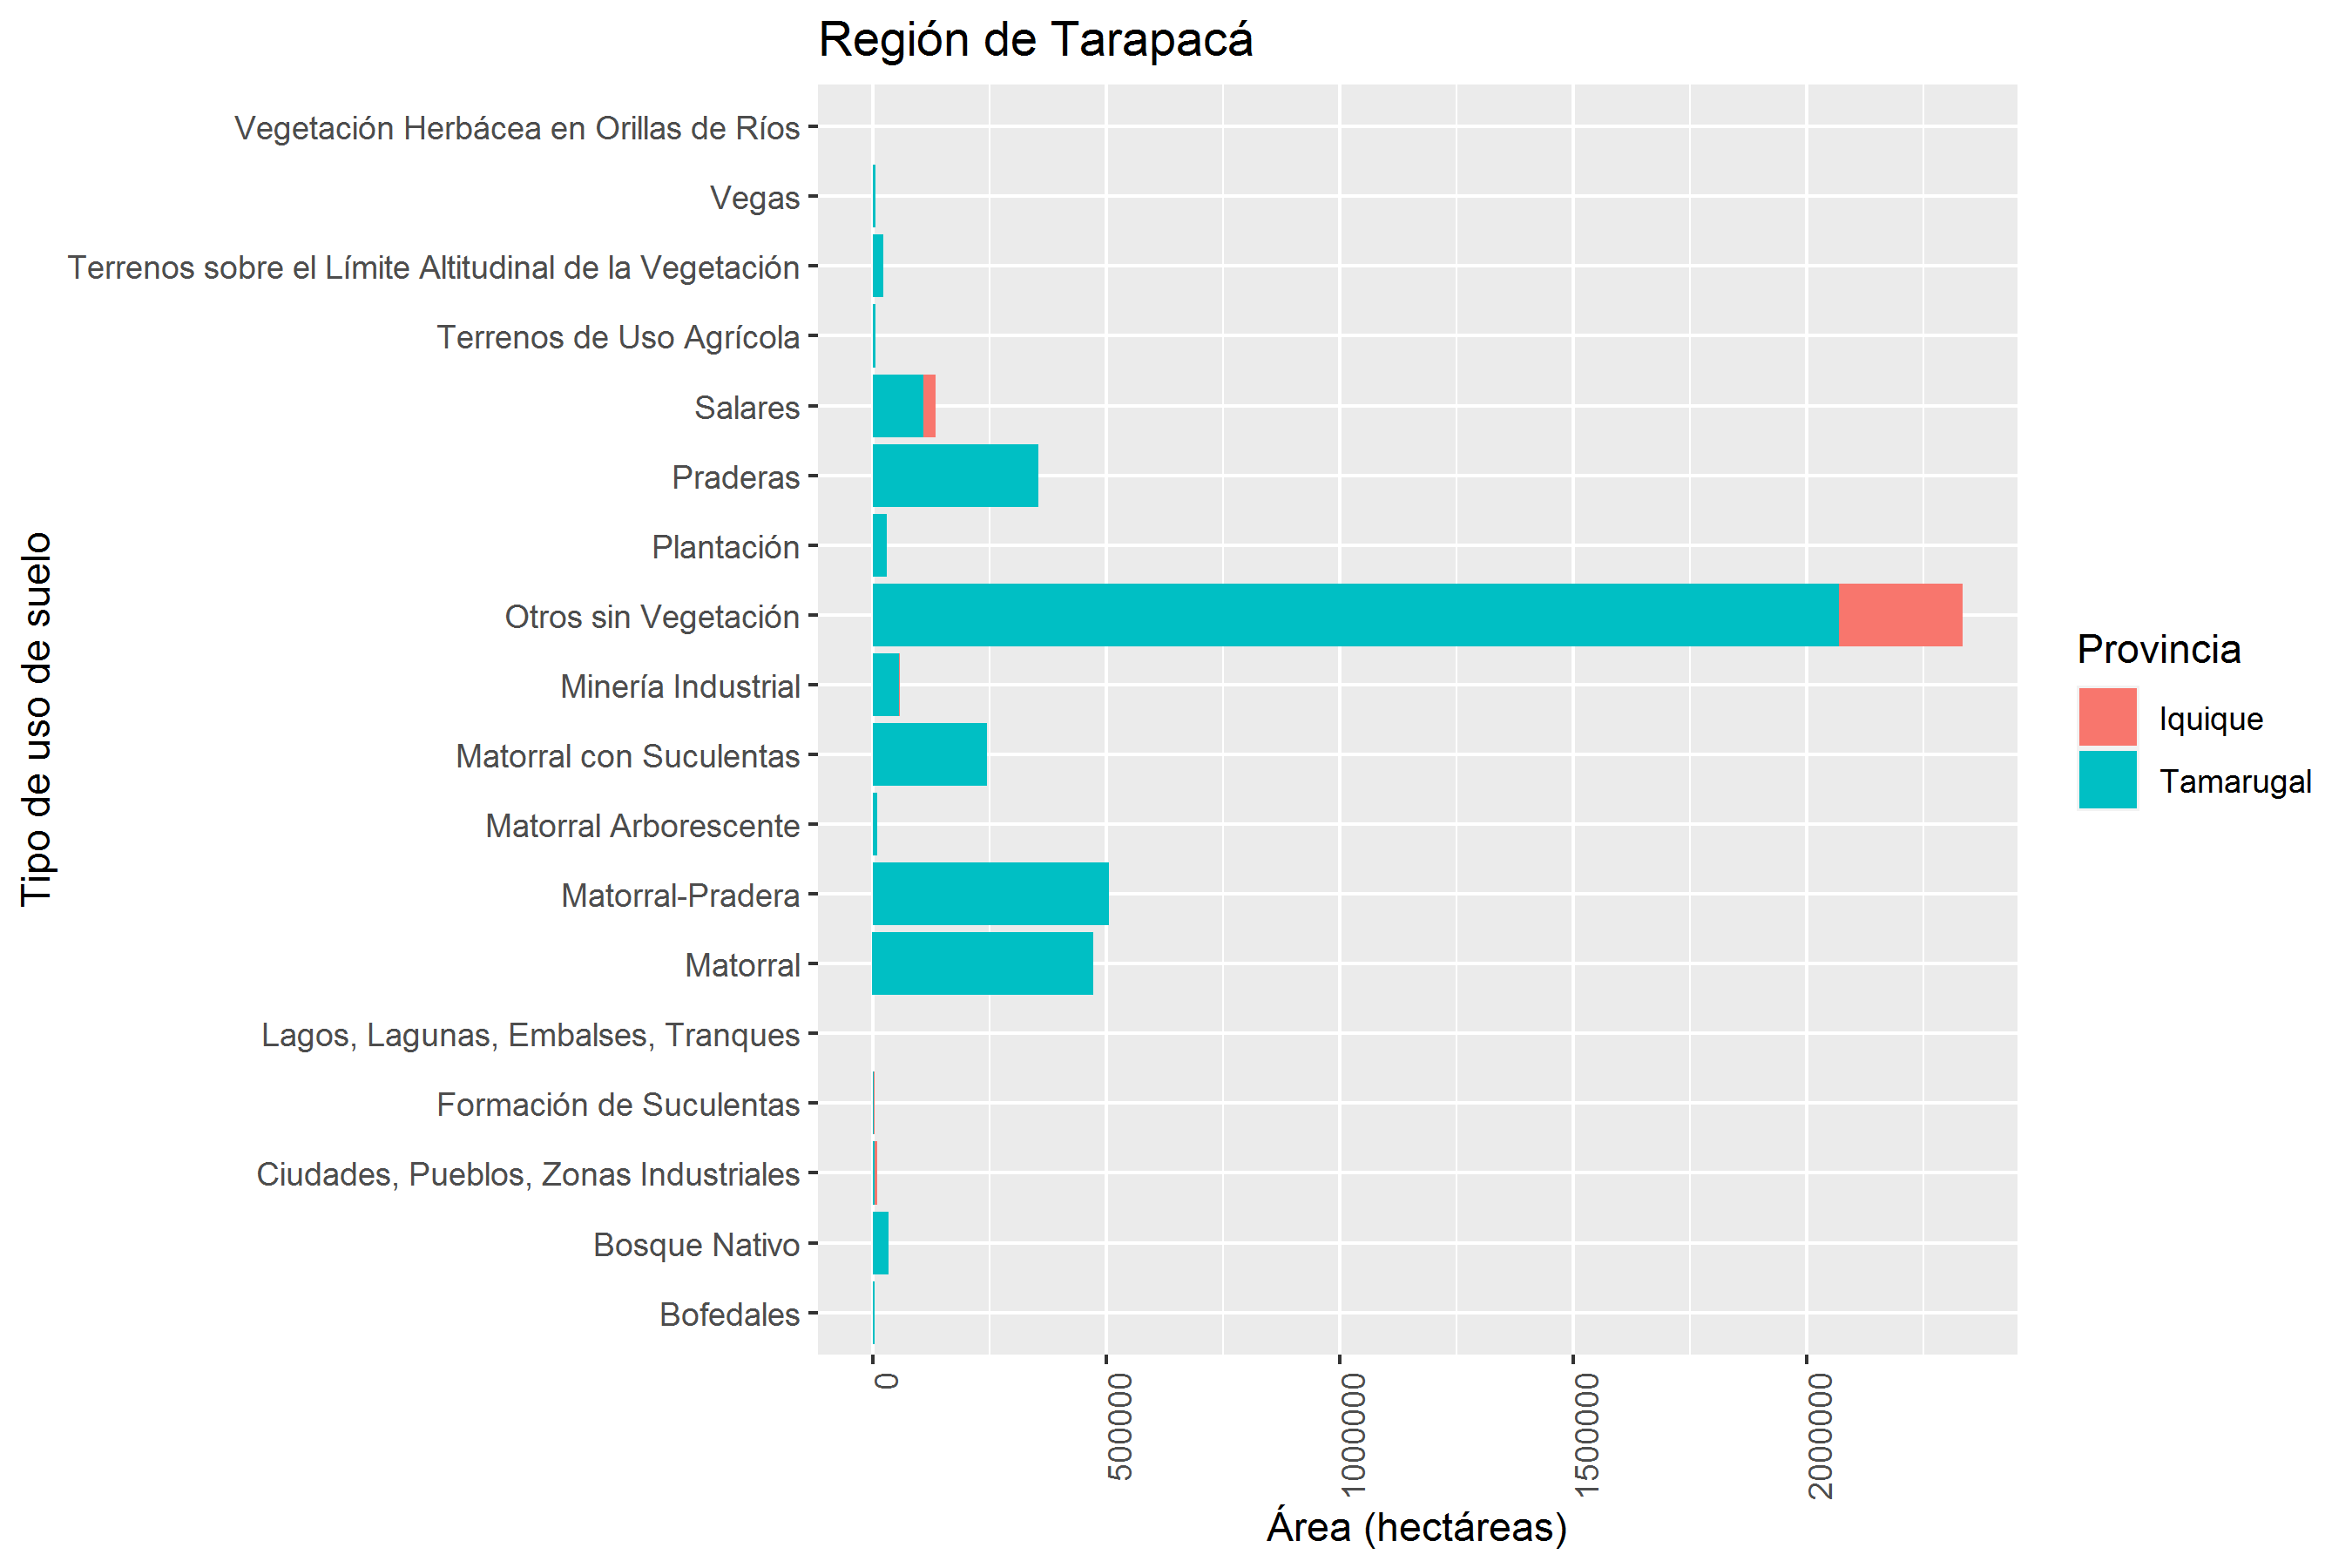 Región de Tarapacá
Vegetación Herbácea en Orillas de Ríos
Vegas
Terrenos sobre el Límite Altitudinal de la Vegetación
Terrenos de Uso Agrícola
Salares
Praderas
Plantación
Otros sin Vegetación
Minería Industrial
Matorral con Suculentas
Matorral Arborescente
Matorral-Pradera
Matorral
Lagos, Lagunas, Embalses, Tranques
Formación de Suculentas
Ciudades, Pueblos, Zonas Industriales
Bosque Nativo
Bofedales
Tipo de uso de suelo
0
500000
1000000
1500000
2000000
Área (hectáreas)
Provincia
Iquique
Tamarugal